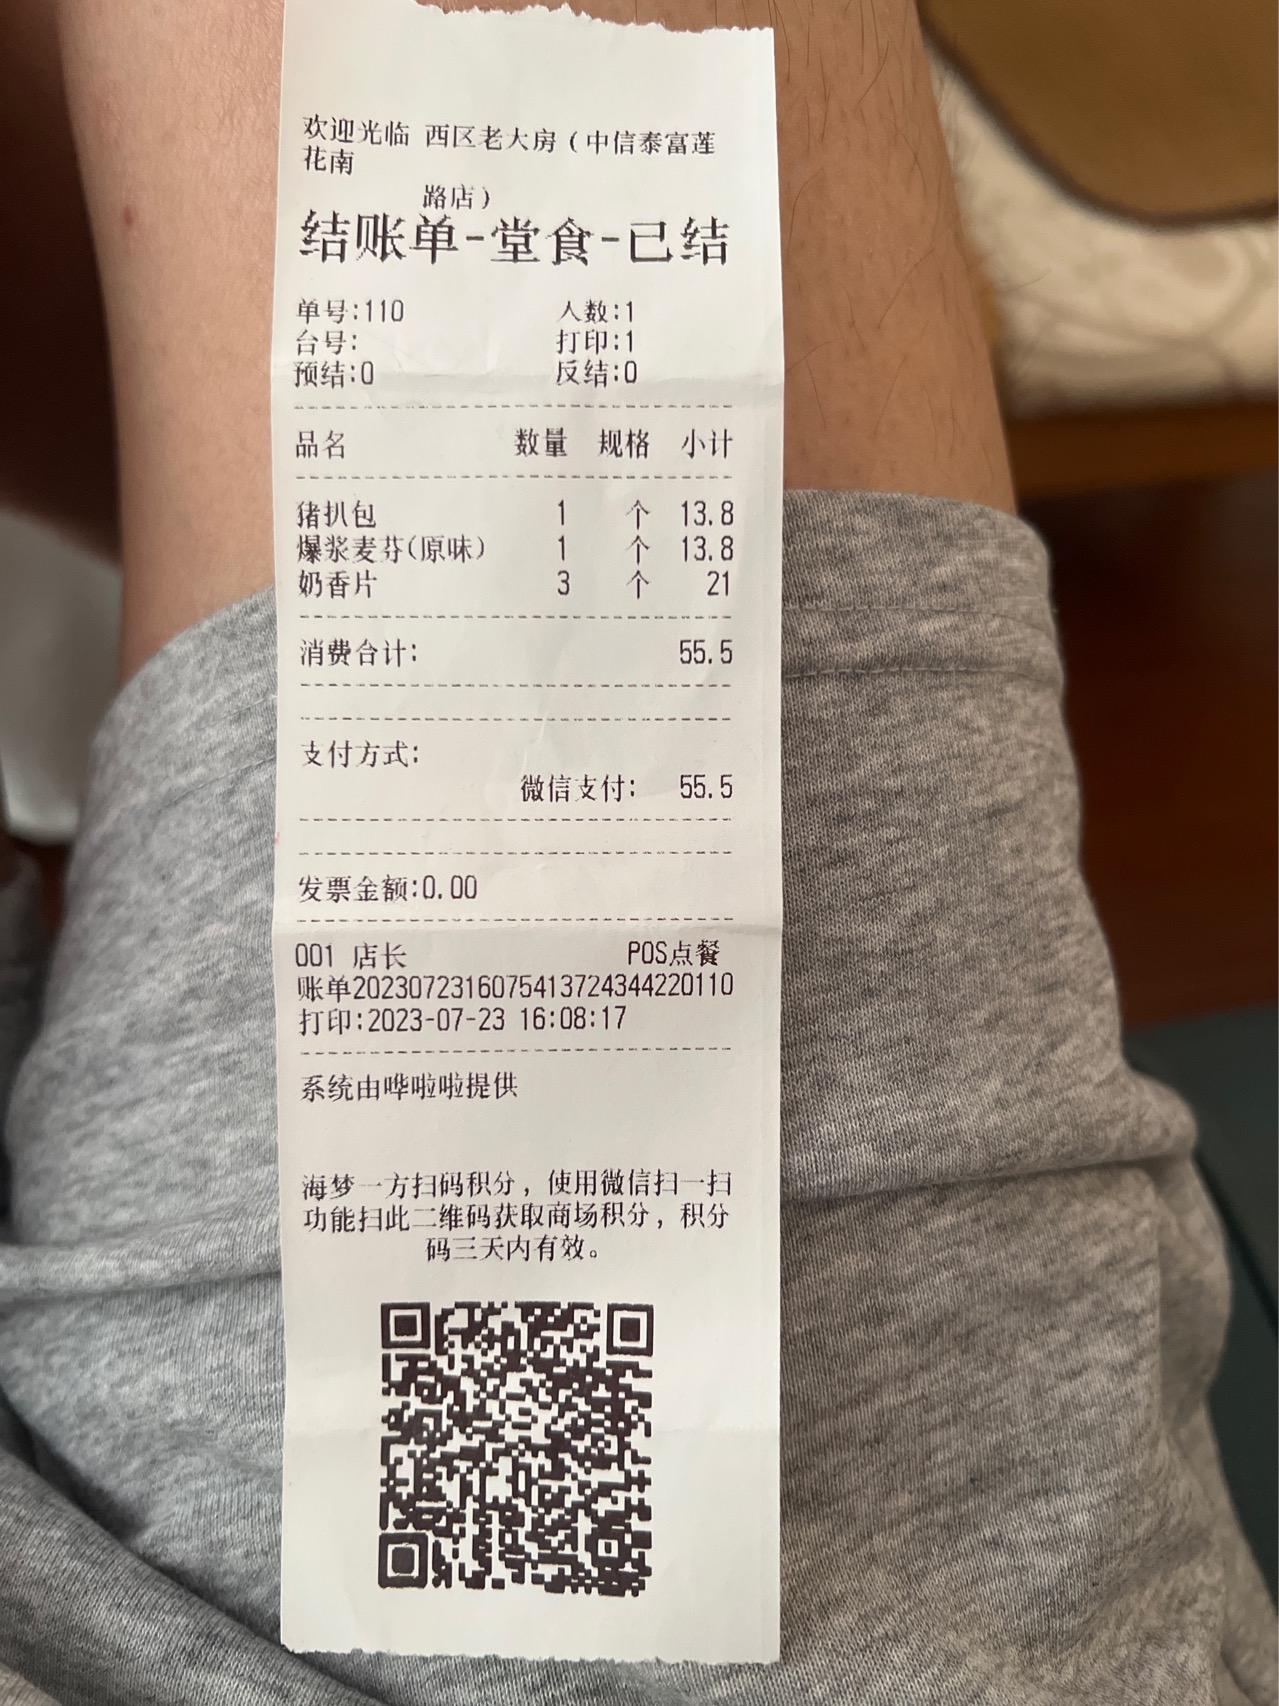 欢迎光临 西区老大房（中信泰富莲
花南
路店）
结账单-堂食-已结
单号:110 人数:1
台号: 打印:1
预结:0 反结:0
品名 数量 规格 小计
猪扒包 1 个 13.8
爆浆麦芬(原味) 1 个 13.8
奶香片 3 个 21
消费合计: 55.5
支付方式:
微信支付: 55.5
发票金额:0.00
001 店长 POS点餐
账单2023072316075413724344220110
打印:2023-07-23 16:08:17
系统由哗啦啦提供
海梦一方扫码积分，使用微信扫一扫
功能扫此二维码获取商场积分，积分
码三天内有效。